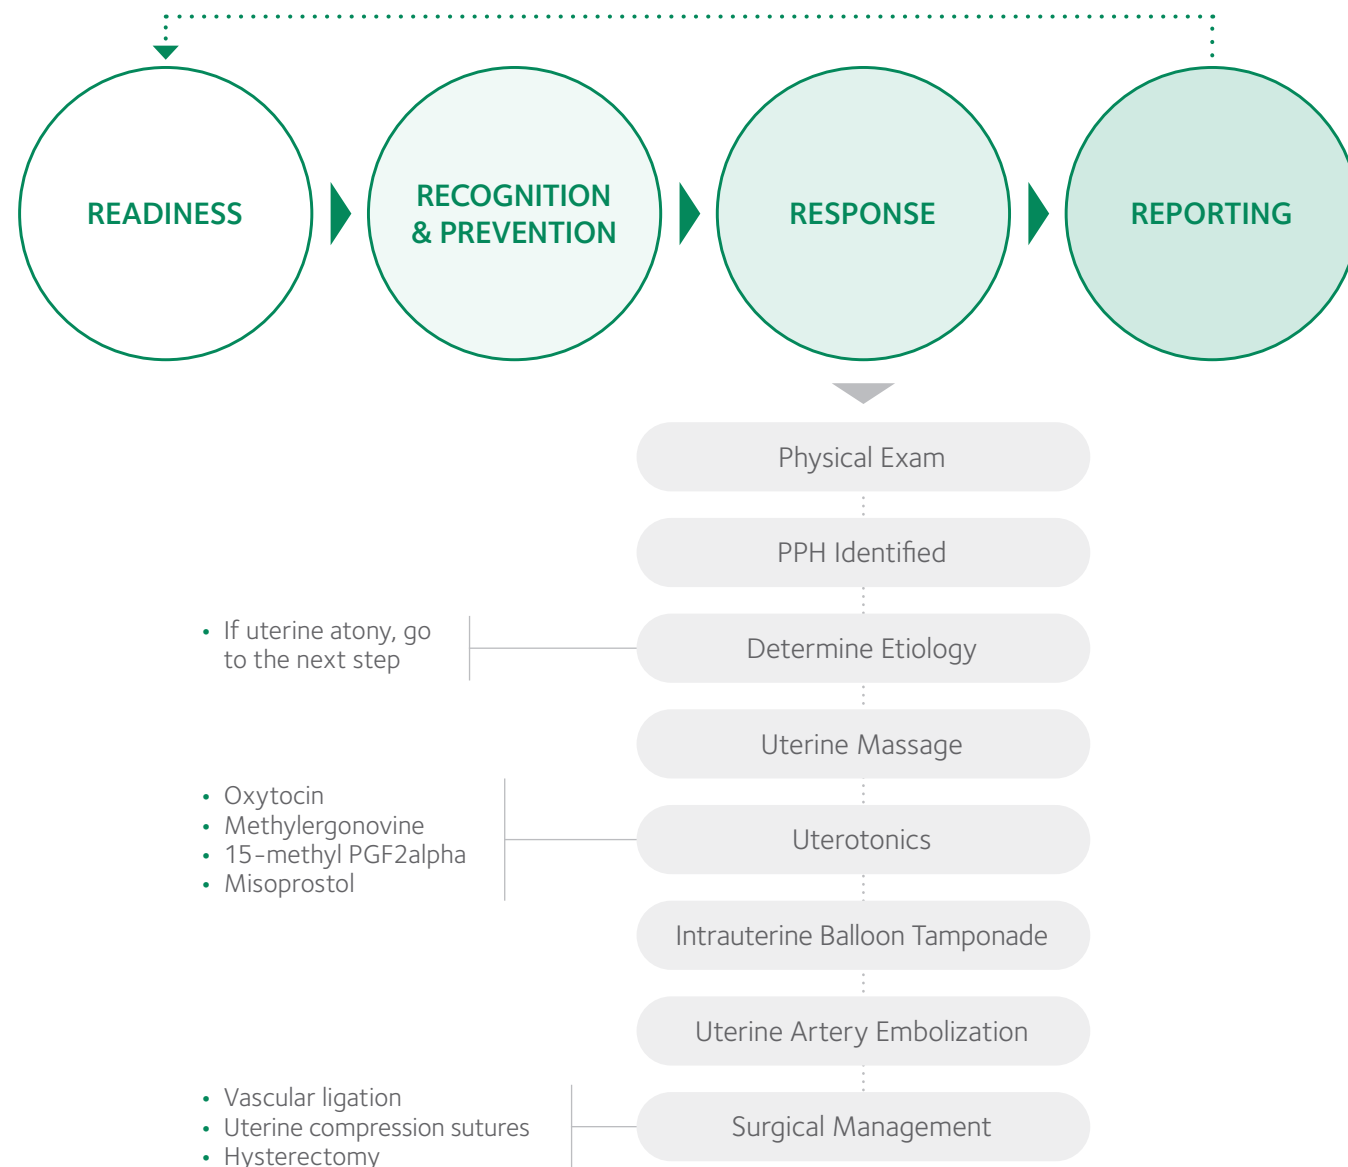 READINESS
RECOGNITION
& PREVENTION
RESPONSE
REPORTING
Physical Exam
PPH Identified
• If uterine atony, go
to the next step
Determine Etiology
Uterine Massage
• Oxytocin
• Methylergonovine
• 15-methyl PGF2alpha
• Misoprostol
Uterotonics
Intrauterine Balloon Tamponade
Uterine Artery Embolization
• Vascular ligation
• Uterine compression sutures
• Hysterectomy
Surgical Management